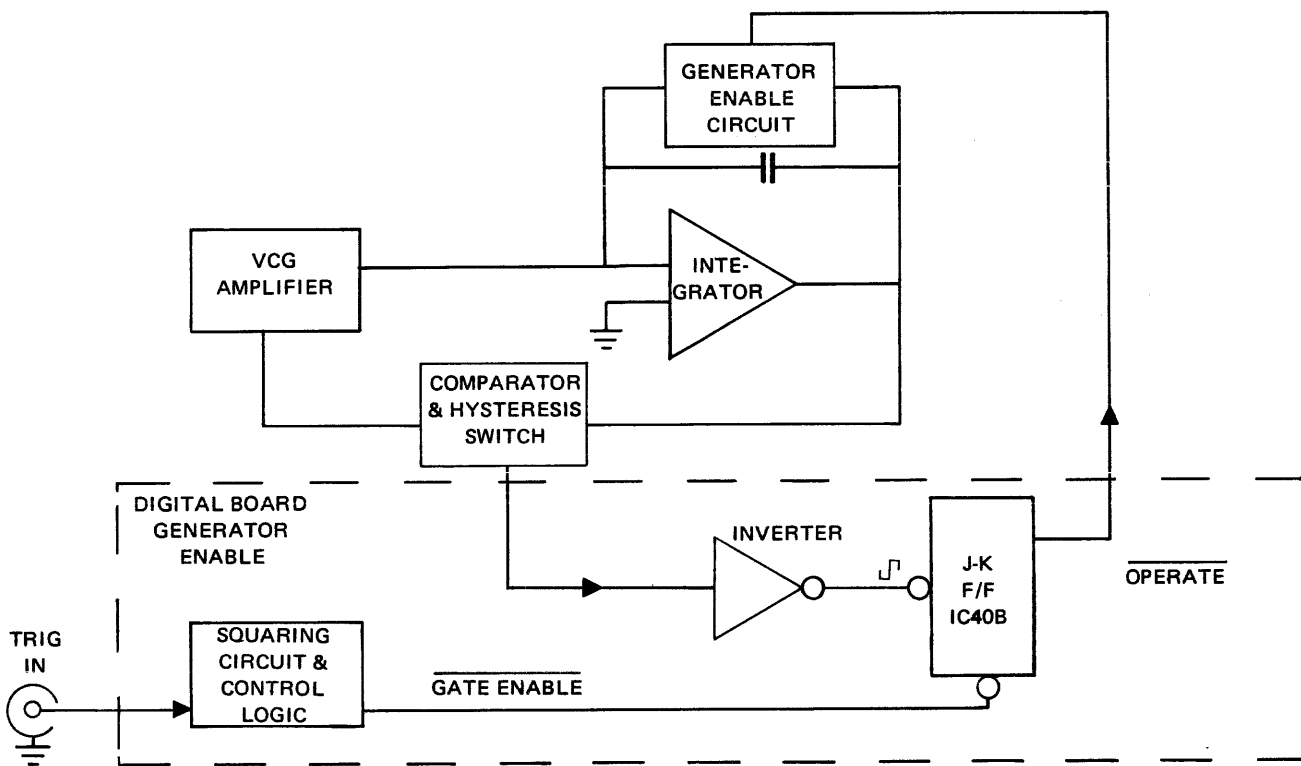 GENERATOR
ENABLE
CIRCUIT
VCG
AMPLIFIER
INTE-
GRATOR
COMPARATOR
& HYSTERESIS
SWITCH
DIGITAL BOARD
GENERATOR
ENABLE
INVERTER
J-K
F/F
IC40B
OPERATE
TRIG
IN
SQUARING
CIRCUIT &
CONTROL
LOGIC
GATE ENABLE